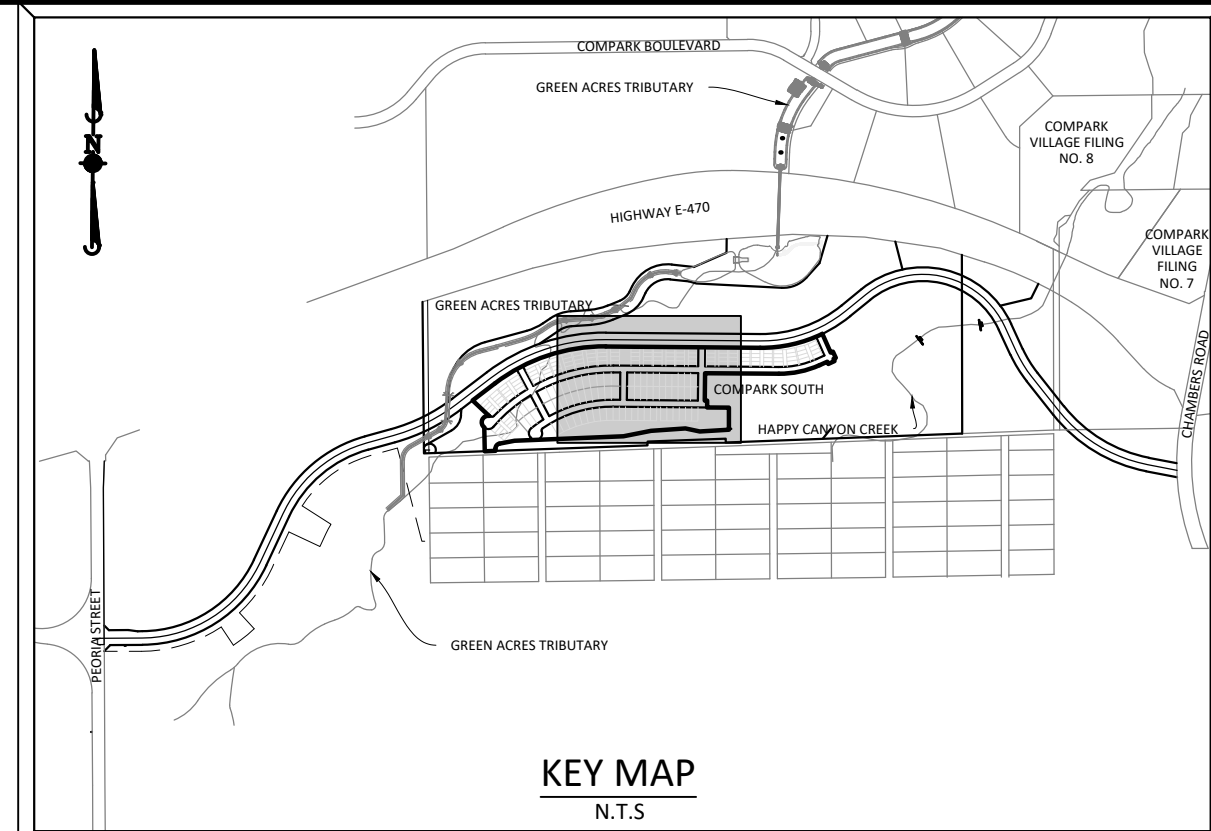 COMPARK BOULEVARD
GREEN ACRES TRIBUTARY
COMPARK
VILLAGE FILING
NO. 8
N
HIGHWAY E-470
COMPARK
VILLAGE
FILING
NO. 7
GREEN ACRES TRIBUTARY
CHAMBERS ROAD
COMPARK SOUTH
HAPPY CANYON CREEK
PEORIA STREET
GREEN ACRES TRIBUTARY
KEY MAP
N.T.S